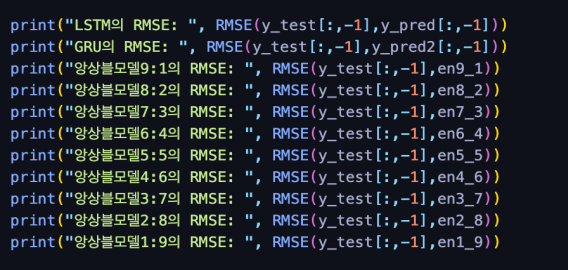 print("LSTM의 RMSE: ", RMSE(y_test[:,-1],y_pred[:,-1]))
print("GRU의 RMSE: ", RMSE(y_test[:,-1],y_pred2[:,-1]))
print("앙상블모델9:1의 RMSE: ", RMSE(y_test[:,-1],en9_1))
print("앙상블모델8:2의 RMSE: ", RMSE(y_test[:,-1],en8_2))
print("앙상블모델7:3의 RMSE: ", RMSE(y_test[:,-1],en7_3))
print("앙상블모델6:4의 RMSE: ", RMSE(y_test[:,-1],en6_4))
print("앙상블모델5:5의 RMSE: ", RMSE(y_test[:,-1],en5_5))
print("앙상블모델4:6의 RMSE: ", RMSE(y_test[:,-1],en4_6))
print("앙상블모델3:7의 RMSE: ", RMSE(y_test[:,-1],en3_7))
print("앙상블모델2:8의 RMSE: ", RMSE(y_test[:,-1],en2_8))
print("앙상블모델1:9의 RMSE: ", RMSE(y_test[:,-1],en1_9))